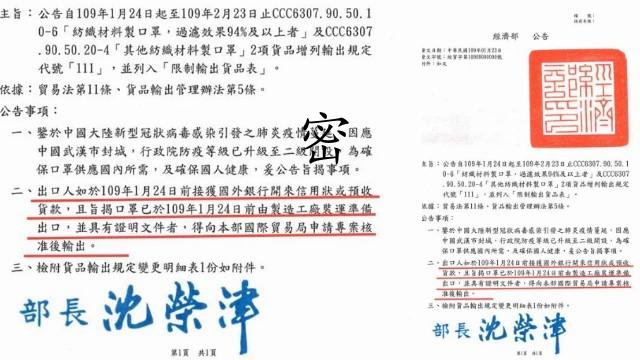 主旨：公告自109年1月24日起至109年2月23日止CCC6307.90.50.1
0-6「紡織材料製口罩，過濾效果94%及以上者」及CCC6307
.90.50.20-4「其他紡織材料製口罩」2項貨品增列輸出規定
代號「111」，並列入「限制輸出貨品表」。
依據：貿易法第11條、貨品輸出管理辦法第5條。
公告事項：
一、鑒於中國大陸新型冠狀病毒感染引發之肺炎疫情蔓延，因應
中國武漢市封城，行政院防疫等級已升級至二級開設，為確
保口罩供應國內所需，及確保國人健康，爰公告旨揭事項。
二、出口人如於109年1月24日前接獲國外銀行開來信用狀或預收
貨款，且旨揭口罩已於109年1月24日前由製造工廠裝運準備
出口，並具有證明文件者，得向本部國際貿易局申請專案核
准後輸出。
三、檢附貨品輸出規定變更明細表1份如附件。
部長 沈榮津
第1頁 共1頁
密
經濟部 公告
發文日期：中華民國109年01月23日
附件：如文
主旨：公告自109年1月24日起至109年2月23日止CCC6307.90.50.1
0-6「紡織材料製口罩，過濾效果94%及以上者」及CCC6307
.90.50.20-4「其他紡織材料製口罩」2項貨品增列輸出規定
代號「111」，並列入「限制輸出貨品表」。
依據：貿易法第11條、貨品輸出管理辦法第5條。
公告事項：
一、鑒於中國大陸新型冠狀病毒感染引發之肺炎疫情蔓延，因應
中國武漢市封城，行政院防疫等級已升級至二級開設，為確
保口罩供應國內所需，及確保國人健康，爰公告旨揭事項。
二、出口人如於109年1月24日前接獲國外銀行開來信用狀或預收
貨款，且旨揭口罩已於109年1月24日前由製造工廠裝運準備
出口，並具有證明文件者，得向本部國際貿易局申請專案核
准後輸出。
三、檢附貨品輸出規定變更明細表1份如附件。
部長 沈榮津
第1頁 共1頁